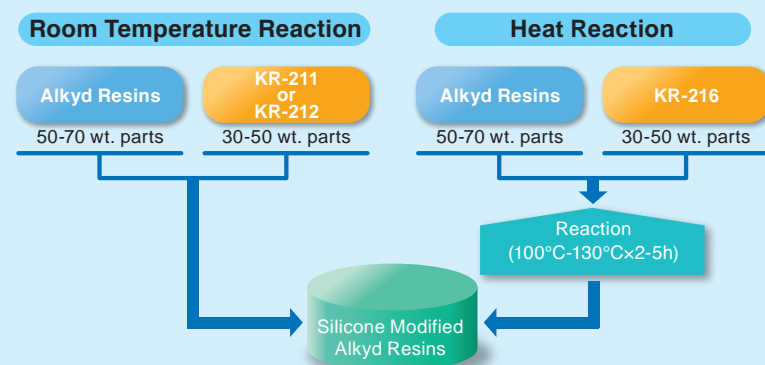 Room Temperature Reaction
Alkyd Resins
50-70 wt. parts
KR-211
or
KR-212
30-50 wt. parts
Heat Reaction
Alkyd Resins
50-70 wt. parts
KR-216
30-50 wt. parts
Reaction
(100°C-130°C×2-5h)
Silicone Modified
Alkyd Resins